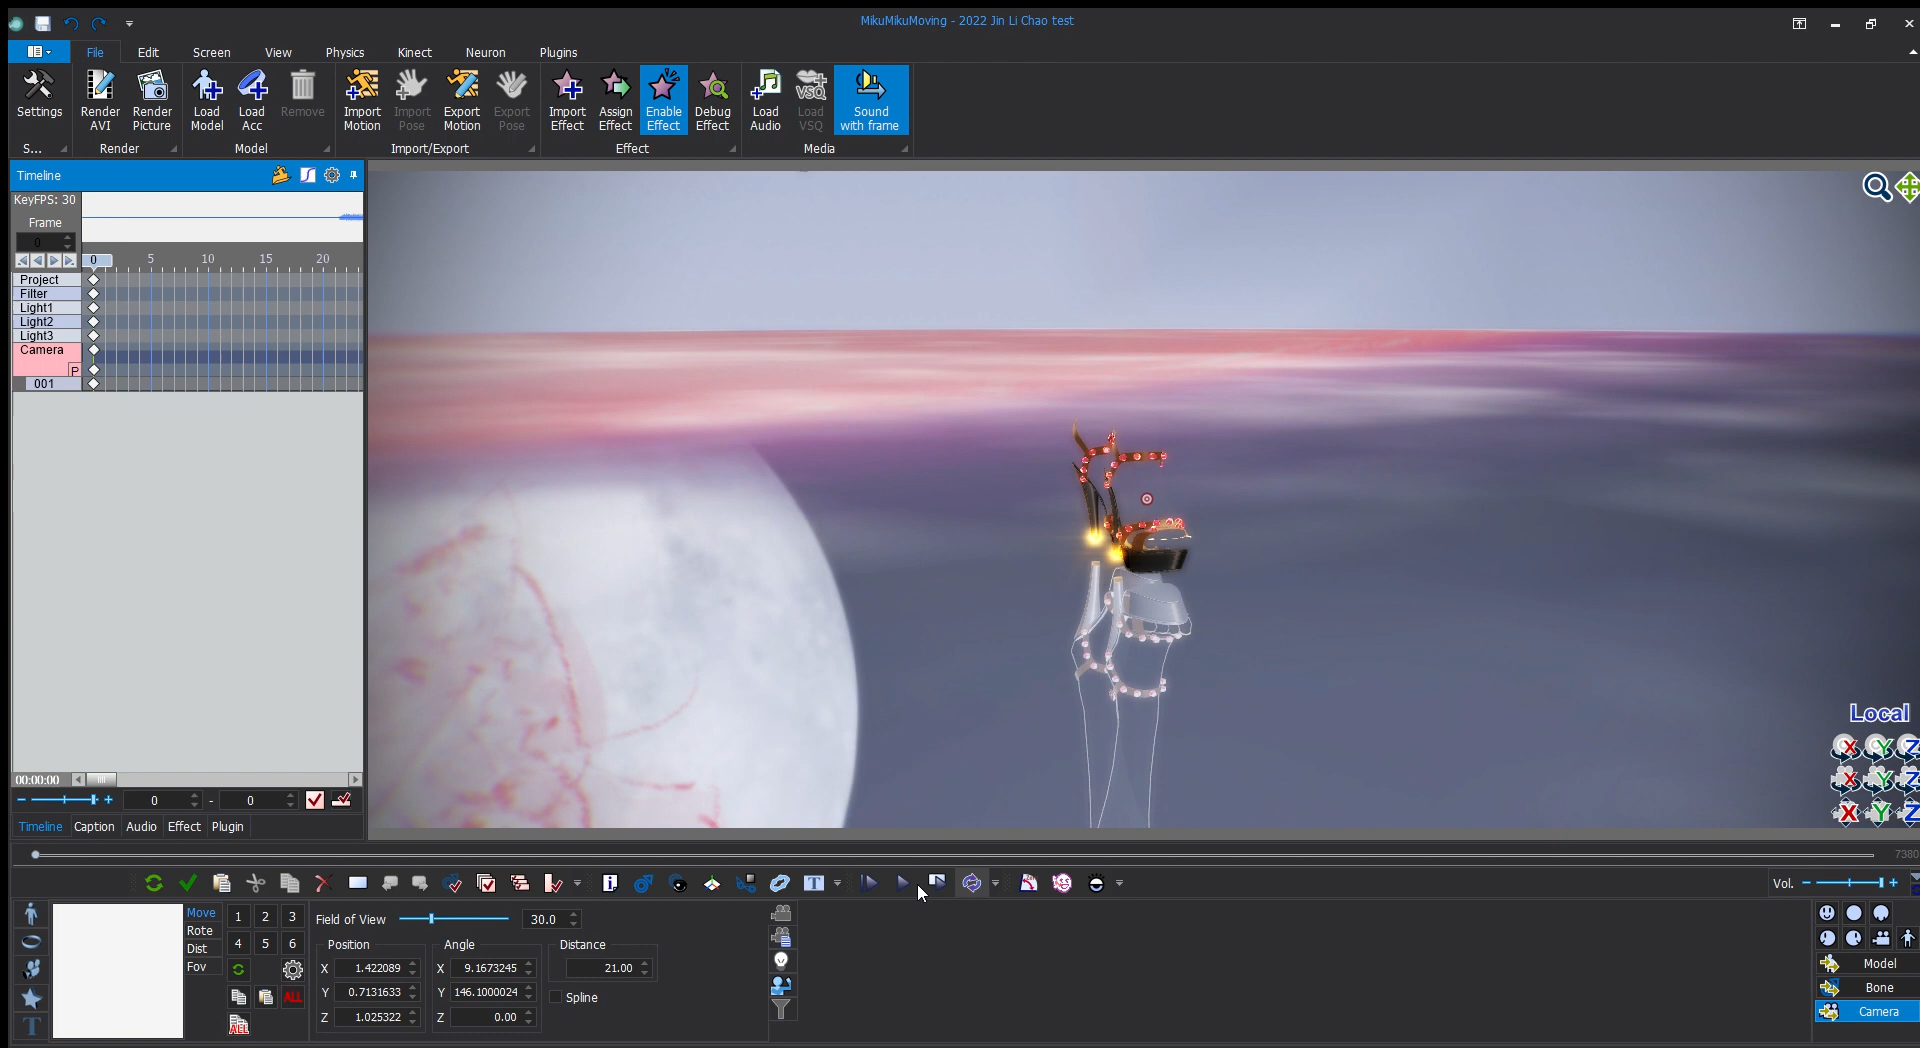 MikuMikuMoving - 2022 Jin Li Chao test
File Edit Screen View Physics Kinect Neuron Plugins
Settings
Render AVI
Render Picture
Load Model
Load Acc
Remove
Import Motion
Import Pose
Export Motion
Export Pose
Import Effect
Assign Effect
Enable Effect
Debug Effect
Load Audio
Load VSQ
Sound with frame
S... Render Model Import/Export Effect Media
Timeline
KeyFPS: 30
Frame
0
0 5 10 15 20
Project
Filter
Light1
Light2
Light3
Camera
P
001
Local
X Y Z
X Y Z
X Y Z
00:00:00
0 - 0
Timeline Caption Audio Effect Plugin
7380
T
Vol.
Move
Rote
Dist
Fov
1 2 3
4 5 6
ALL
ALL
T
Field of View 30.0
Position Angle Distance
X 1.422089 X 9.1673245 21.00
Y 0.7131633 Y 146.1000024 Spline
Z 1.025322 Z 0.00
Model
Bone
Camera